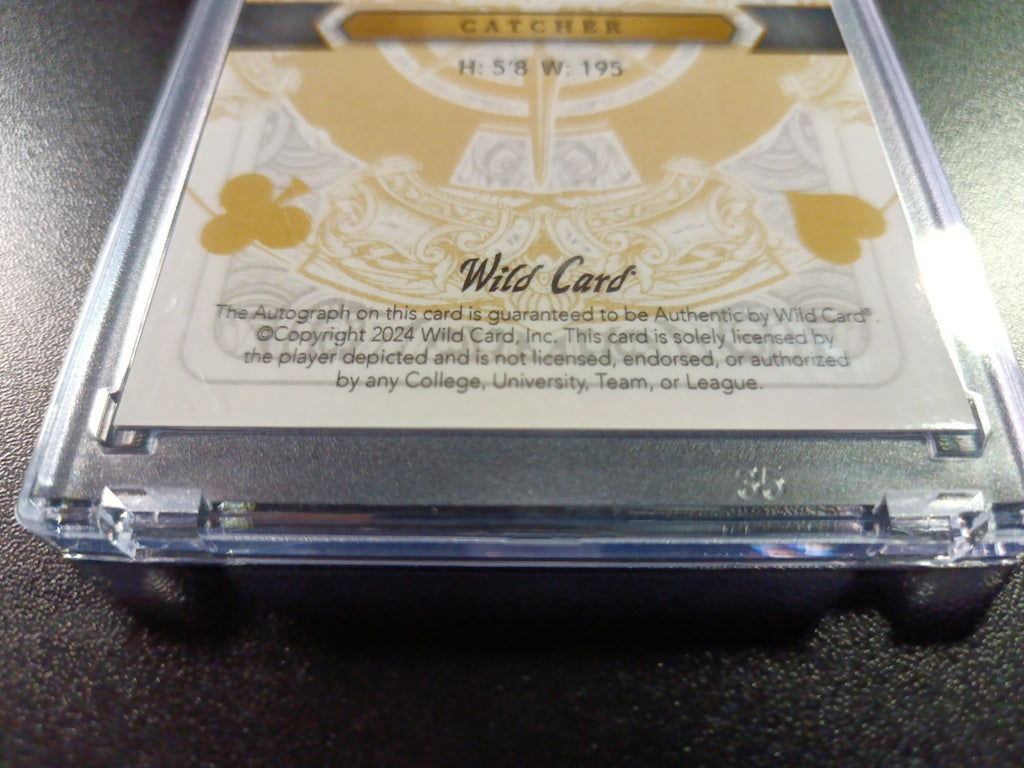 CATCHER
H: 5'8 W: 195
Wild Card
The Autograph on this card is guaranteed to be Authentic by Wild Card®.
©Copyright 2024 Wild Card, Inc. This card is solely licensed by
the player depicted and is not licensed, endorsed, or authorized
by any College, University, Team, or League.